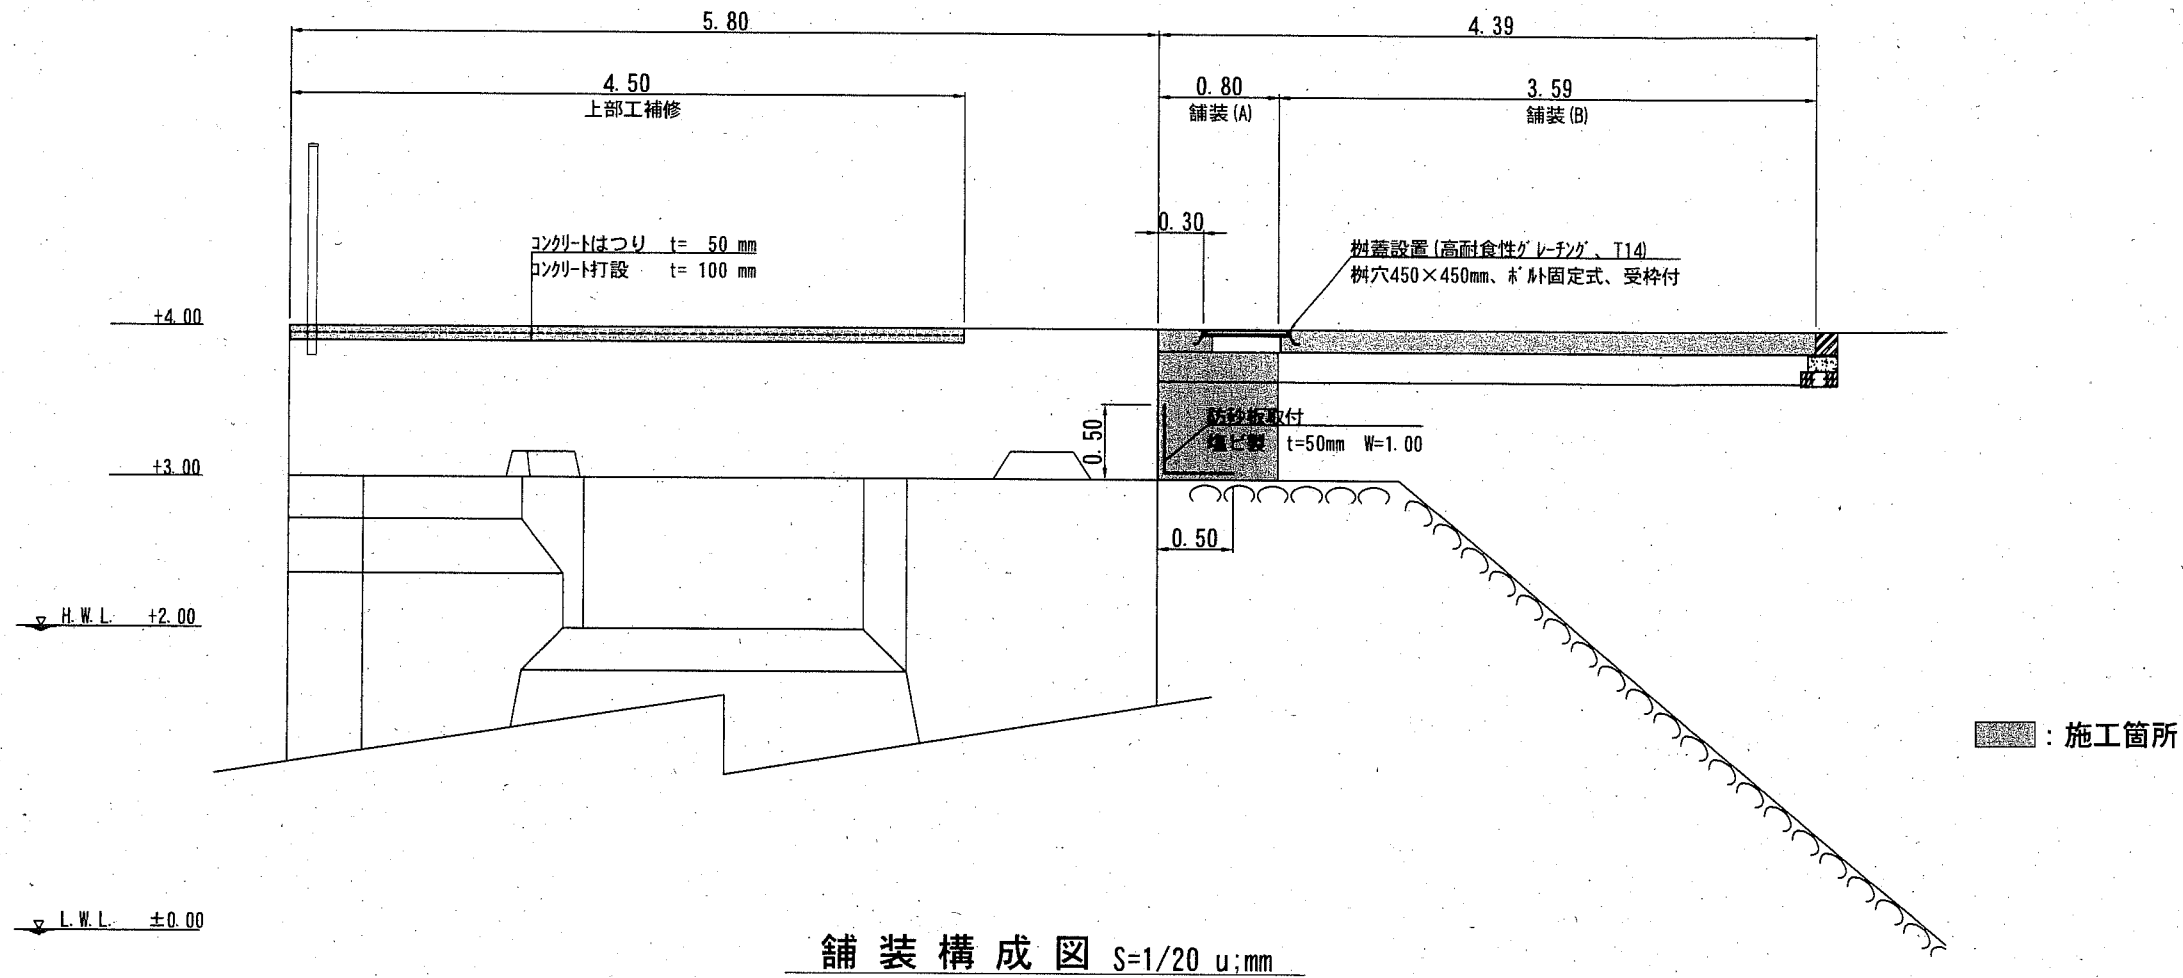 5.80
4.39
4.50
上部工補修
0.80
舗装(A)
3.59
舗装(B)
0.30
コンクリートはつり t= 50 mm
コンクリート打設 t= 100 mm
桝蓋設置(高耐食性グレーチング、T14)
桝穴450×450mm、ボルト固定式、受枠付
+4.00
防砂板取付
塩ビ製 t=50mm W=1.00
0.50
+3.00
0.50
H.W.L. +2.00
：施工箇所
L.W.L. ±0.00
舗装構成図 S=1/20 u;mm